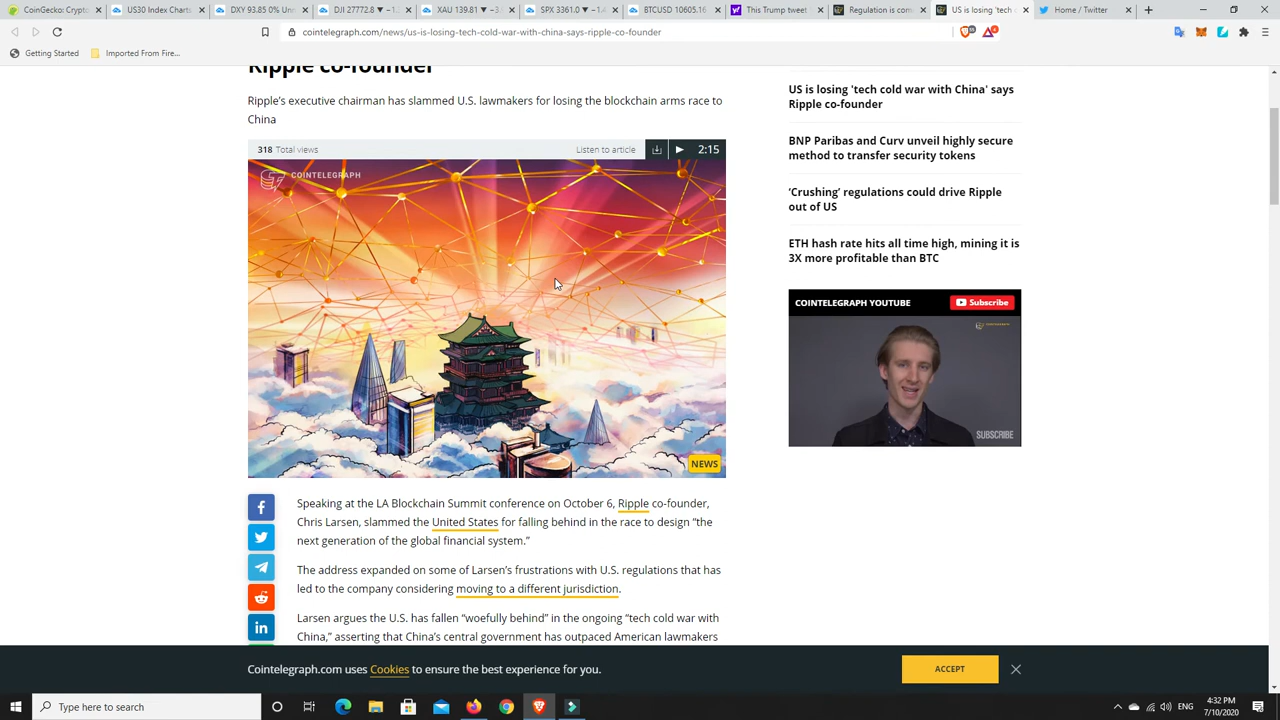 CoinGecko: Crypto
US30 Index Charts
DXY 93.85 0% Un
DJI 27772.8 ▼ −1.
XAU 139.81 ▼ −3.
SPX 3361.0 ▼ −1.4
BTCUSD 10605.16
This Trump tweet
Regulation is com
US is losing 'tech c
Home / Twitter
cointelegraph.com/news/us-is-losing-tech-cold-war-with-china-says-ripple-co-founder
Getting Started
Imported From Fire...
Ripple co-founder
Ripple's executive chairman has slammed U.S. lawmakers for losing the blockchain arms race to
China
318 Total views
Listen to article
2:15
COINTELEGRAPH
NEWS
Speaking at the LA Blockchain Summit conference on October 6, Ripple co-founder,
Chris Larsen, slammed the United States for falling behind in the race to design “the
next generation of the global financial system.”
The address expanded on some of Larsen’s frustrations with U.S. regulations that has
led to the company considering moving to a different jurisdiction.
Larsen argues the U.S. has fallen “woefully behind” in the ongoing “tech cold war with
China,” asserting that China’s central government has outpaced American lawmakers
US is losing 'tech cold war with China' says
Ripple co-founder
BNP Paribas and Curv unveil highly secure
method to transfer security tokens
‘Crushing’ regulations could drive Ripple
out of US
ETH hash rate hits all time high, mining it is
3X more profitable than BTC
COINTELEGRAPH YOUTUBE
Subscribe
SUBSCRIBE
Cointelegraph.com uses Cookies to ensure the best experience for you.
ACCEPT
Type here to search
4:32 PM
7/10/2020